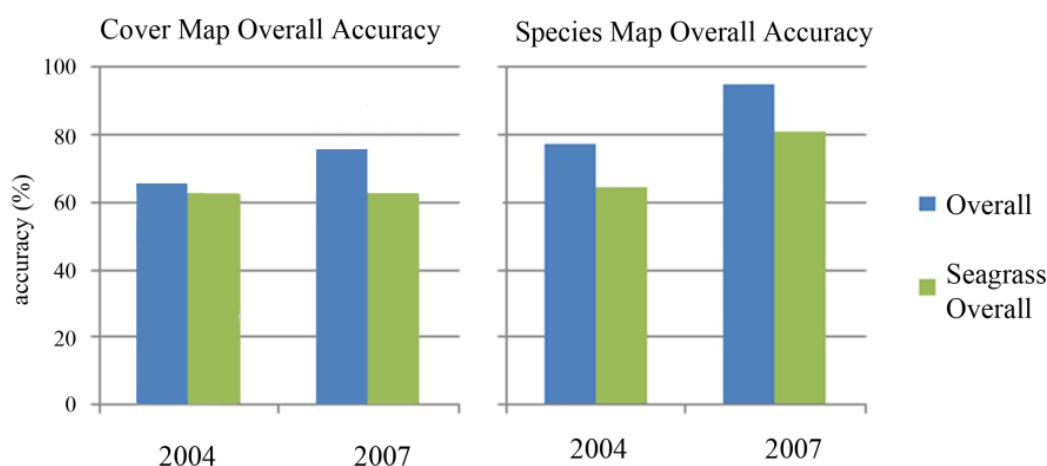 Cover Map Overall Accuracy
Species Map Overall Accuracy
accuracy (%)
100
80
60
40
20
0
2004
2007
2004
2007
Overall
Seagrass
Overall